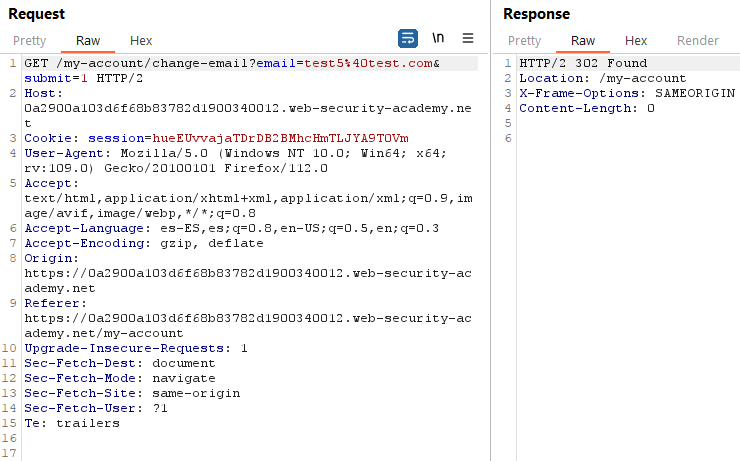 Request
Pretty Raw Hex
\n
1 GET /my-account/change-email?email=test5%40test.com&
submit=1 HTTP/2
2 Host:
0a2900a103d6f68b83782d1900340012.web-security-academy.ne
t
3 Cookie: session=hueEUvvajaTDrDB2BMhcHmTLJYA9T0Vm
4 User-Agent: Mozilla/5.0 (Windows NT 10.0; Win64; x64;
rv:109.0) Gecko/20100101 Firefox/112.0
5 Accept:
text/html,application/xhtml+xml,application/xml;q=0.9,im
age/avif,image/webp,*/*;q=0.8
6 Accept-Language: es-ES,es;q=0.8,en-US;q=0.5,en;q=0.3
7 Accept-Encoding: gzip, deflate
8 Origin:
https://0a2900a103d6f68b83782d1900340012.web-security-ac
ademy.net
9 Referer:
https://0a2900a103d6f68b83782d1900340012.web-security-ac
ademy.net/my-account
10 Upgrade-Insecure-Requests: 1
11 Sec-Fetch-Dest: document
12 Sec-Fetch-Mode: navigate
13 Sec-Fetch-Site: same-origin
14 Sec-Fetch-User: ?1
15 Te: trailers
16
17
Response
Pretty Raw Hex Render
1 HTTP/2 302 Found
2 Location: /my-account
3 X-Frame-Options: SAMEORIGIN
4 Content-Length: 0
5
6